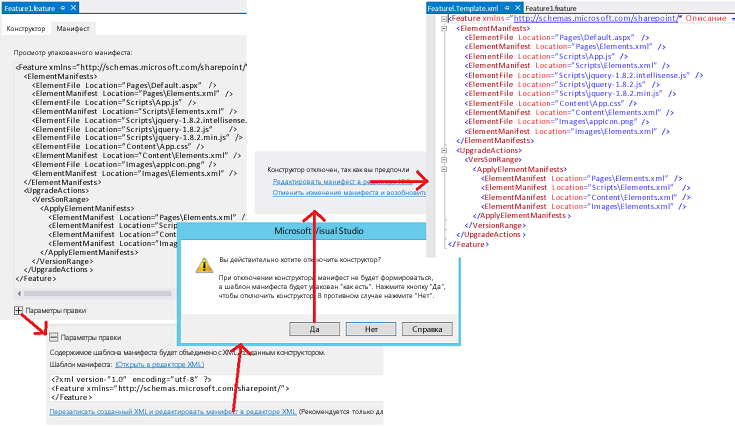 Feature1.feature
Конструктор Манифест
Просмотр упакованного манифеста:
<Feature xmlns="http://schemas.microsoft.com/sharepoint/"
<ElementManifests>
<ElementFile Location="Pages\Default.aspx" />
<ElementManifest Location="Pages\Elements.xml" />
<ElementFile Location="Scripts\App.js" />
<ElementManifest Location="Scripts\Elements.xml" />
<ElementFile Location="Scripts\jquery-1.8.2.intellisense.
<ElementFile Location="Scripts\jquery-1.8.2.js" />
<ElementFile Location="Scripts\jquery-1.8.2.min.js" />
<ElementFile Location="Content\App.css" />
<ElementManifest Location="Content\Elements.xml" />
<ElementFile Location="Images\appIcon.png" />
<ElementManifest Location="Images\Elements.xml" />
</ElementManifests>
<UpgradeActions>
<VersSonRange>
<ApplyElementManifests>
<ElementManifest Location="Pages\Elements.xml" />
<ElementManifest Location="Scripts
<ElementManifest Location="Conte
<ElementManifest Location="Images
</ApplyElementManifests>
</VersionRange>
</UpgradeActions >
</Feature>
Параметры правки
Параметры правки
Содержимое шаблона манифеста будет объединено с XML, созданным конструктором.
Шаблон манифеста: (Открыть в редакторе XML)
<?xml version="1.0" encoding="utf-8" ?>
<Feature xmlns="http://schemas.microsoft.com/sharepoint/">
</Feature>
Перезаписать созданный XML и редактировать манифест в редакторе XML (Рекомендуется только дл
Конструктор отключен, так как вы предпочли
Редактировать манифест в редакторе XML
Отменить изменения манифеста и возобновить
Microsoft Visual Studio
Вы действительно хотите отключить конструктор?
При отключении конструктора манифест не будет формироваться,
а шаблон манифеста будет упакован "как есть". Нажмите кнопку "Да",
чтобы отключить конструктор. В противном случае нажмите "Нет".
Да Нет Справка
Feature1.Template.xml Feature1.feature
<Feature xmlns="http://schemas.microsoft.com/sharepoint/" Описание
<ElementManifests>
<ElementFile Location="Pages\Default.aspx" />
<ElementManifest Location="Pages\Elements.xml" />
<ElementFile Location="Scripts\App.js" />
<ElementManifest Location="Scripts\Elements.xml" />
<ElementFile Location="Scripts\jquery-1.8.2.intellisense.js" />
<ElementFile Location="Scripts\jquery-1.8.2.js" />
<ElementFile Location="Scripts\jquery-1.8.2.min.js" />
<ElementFile Location="Content\App.css" />
<ElementManifest Location="Content\Elements.xml" />
<ElementFile Location="Images\appIcon.png" />
<ElementManifest Location="Images\Elements.xml" />
</ElementManifests>
<UpgradeActions>
<VersSonRange>
<ApplyElementManifests>
<ElementManifest Location="Pages\Elements.xml" />
<ElementManifest Location="Scripts\Elements.xml" />
<ElementManifest Location="Content\Elements.xml" />
<ElementManifest Location="Images\Elements.xml" />
</ApplyElementManifests>
</VersionRange>
</UpgradeActions >
</Feature>